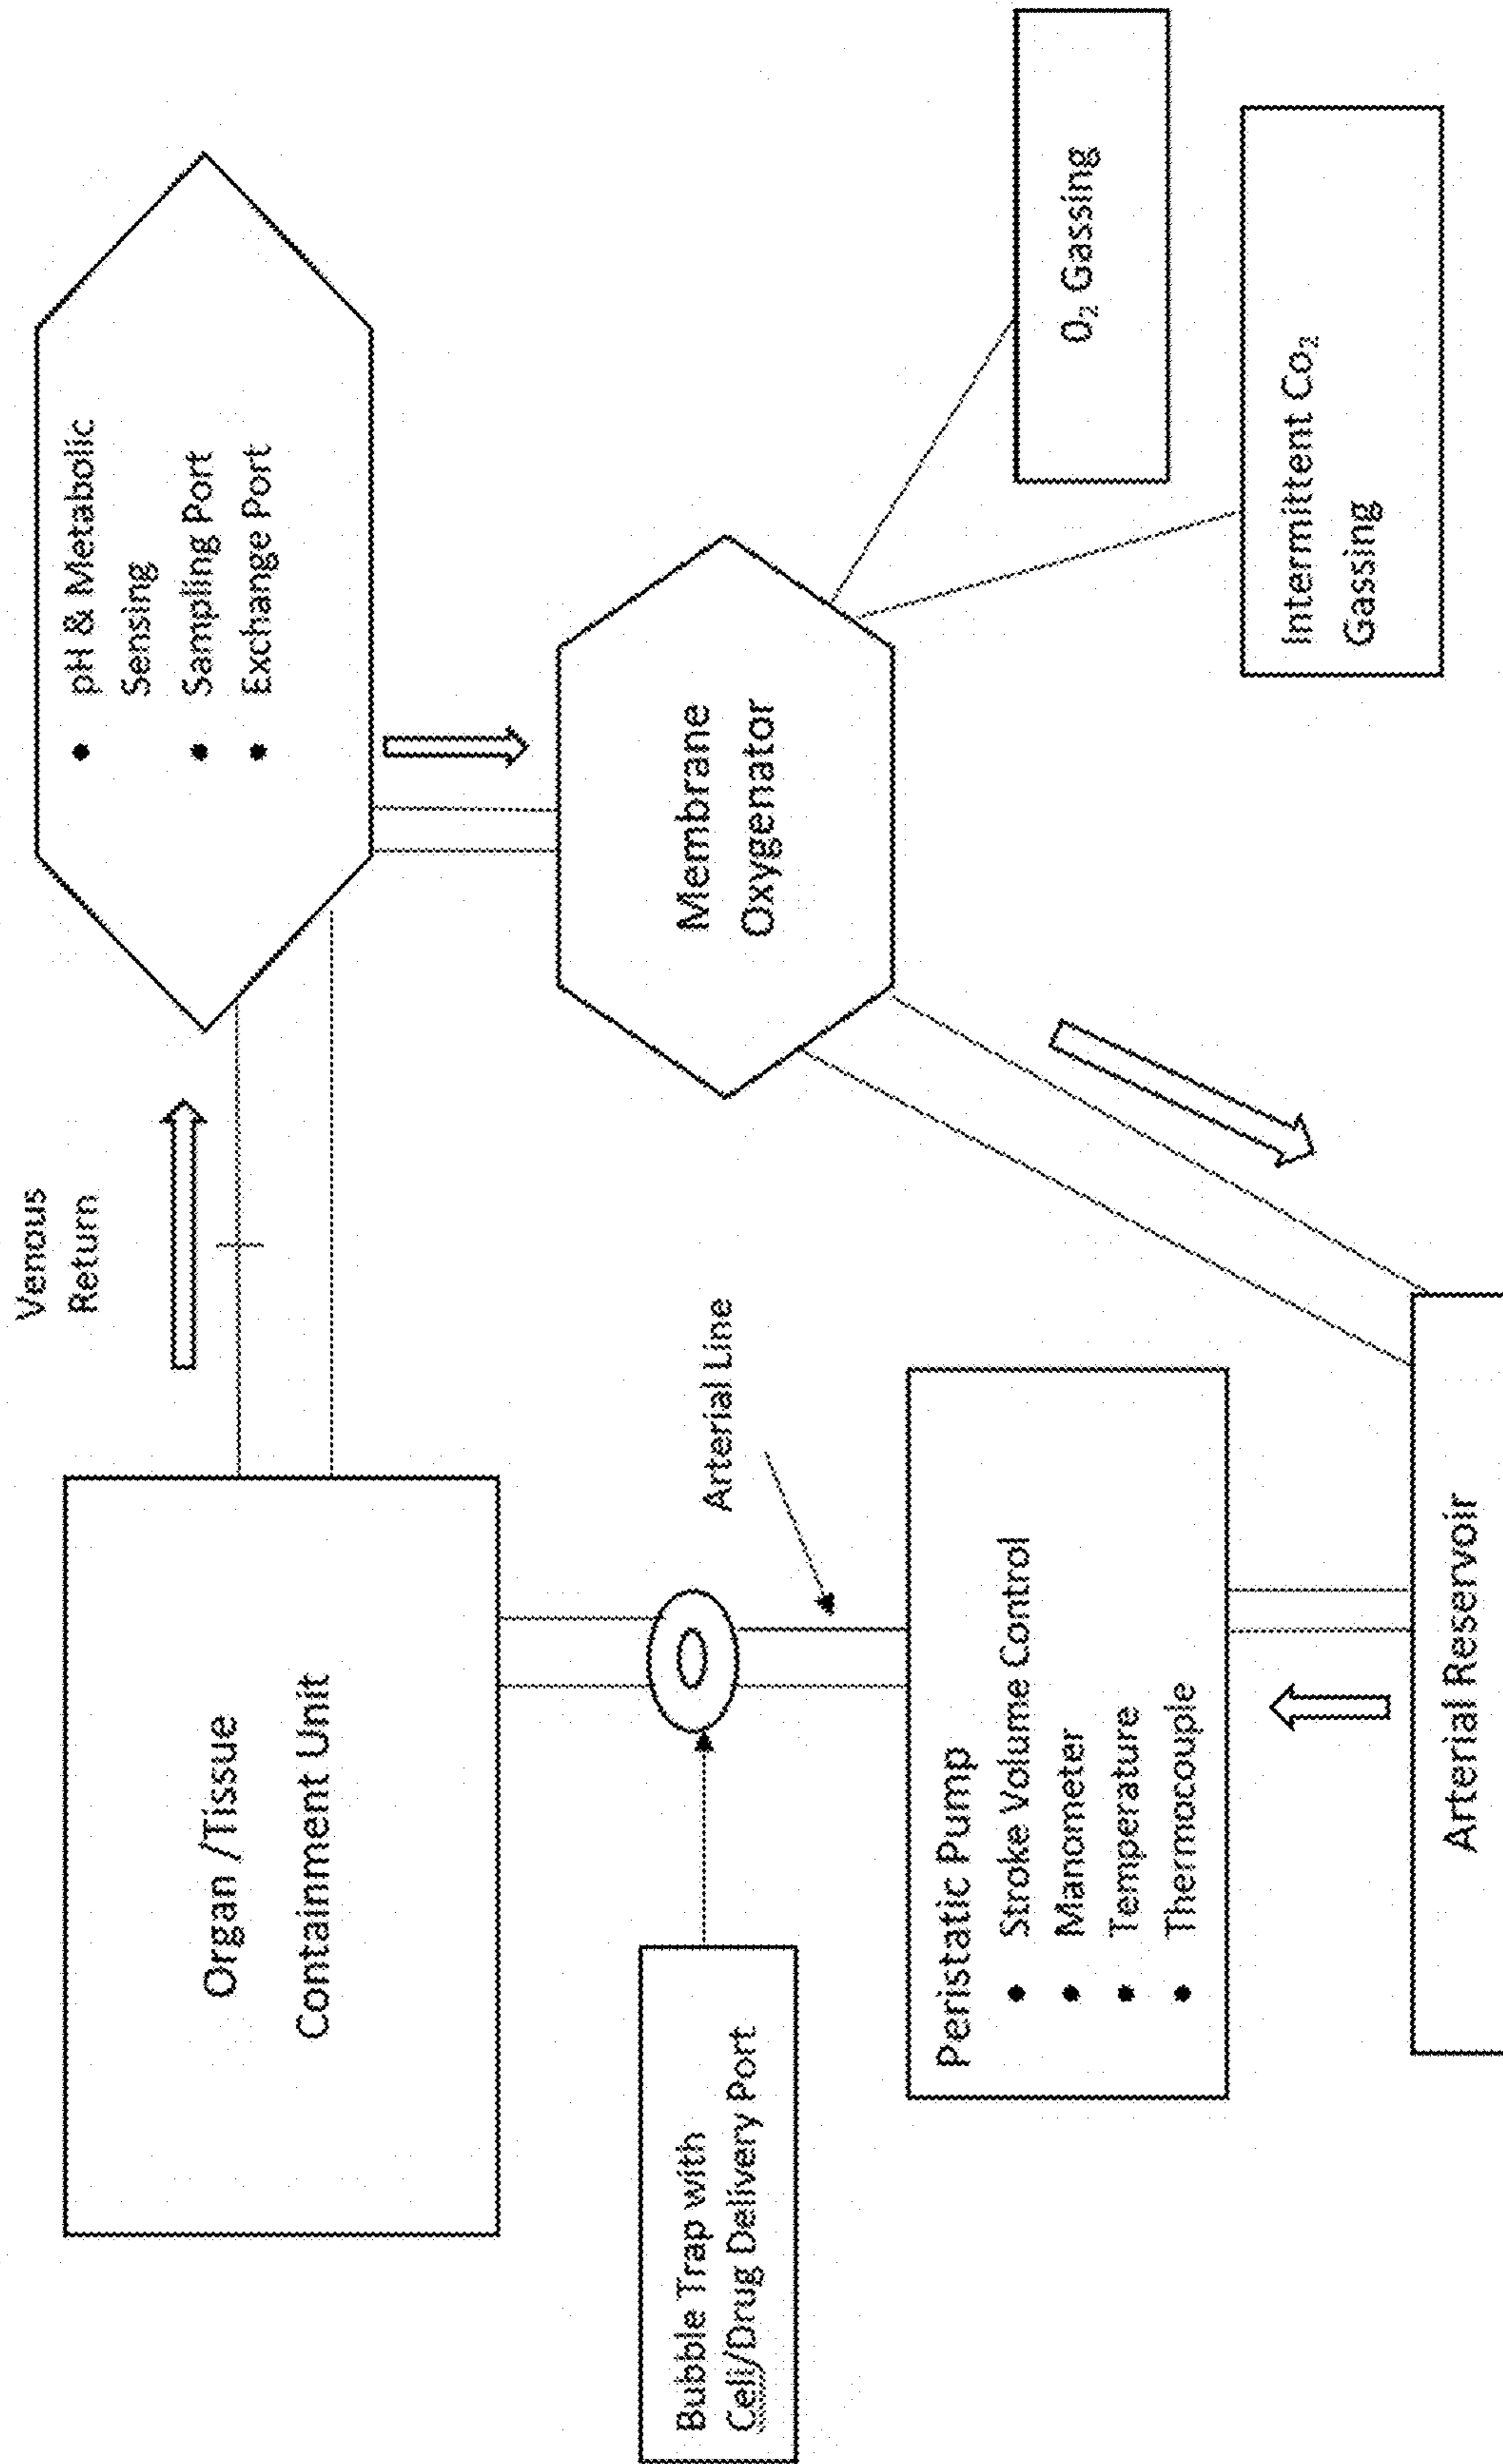 Venous
Return
Organ /Tissue
Containment Unit
● pH & Metabolic
Sensing
● Sampling Port
● Exchange Port
Bubble Trap with
Cell/Drug Delivery Port
Arterial Line
Membrane
Oxygenator
Peristatic Pump
● Stroke Volume Control
● Manometer
● Temperature
● Thermocouple
O₂ Gassing
Intermittent Co₂
Gassing
Arterial Reservoir